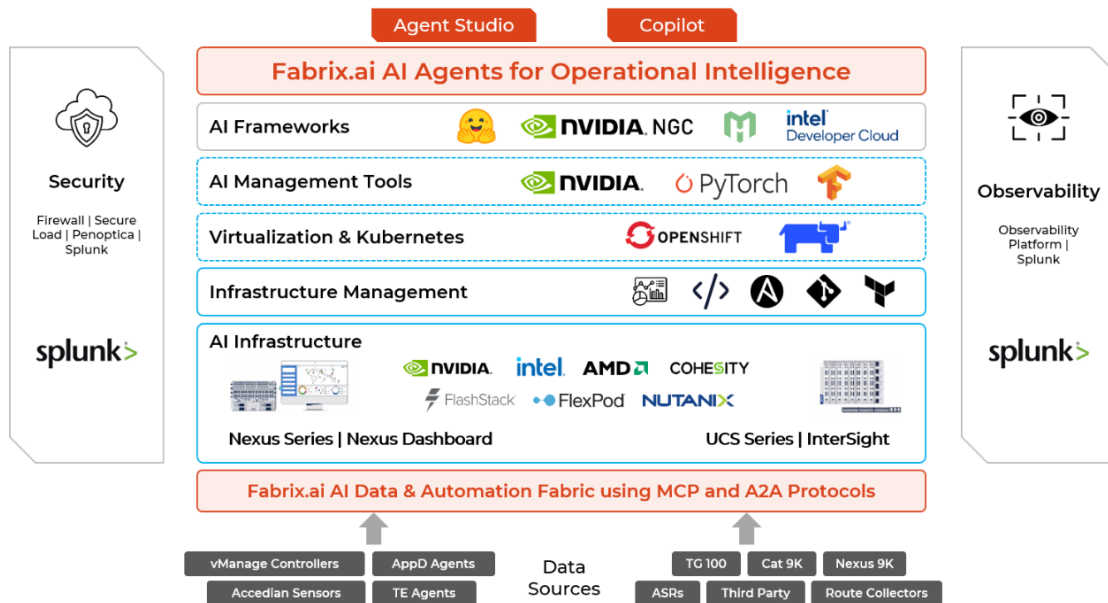 Agent Studio
Copilot
Fabrix.ai AI Agents for Operational Intelligence
Security
Firewall | Secure
Load | Penoptica |
Splunk
splunk>
AI Frameworks
NVIDIA. NGC
intel
Developer Cloud
AI Management Tools
NVIDIA.
PyTorch
Virtualization & Kubernetes
OPENSHIFT
Infrastructure Management
</>
A
AI Infrastructure
NVIDIA.
intel.
AMD
COHESITY
FlashStack
FlexPod
NUTANIX
Nexus Series | Nexus Dashboard
UCS Series | InterSight
Fabrix.ai AI Data & Automation Fabric using MCP and A2A Protocols
Observability
Observability
Platform |
Splunk
splunk>
vManage Controllers
AppD Agents
Accedian Sensors
TE Agents
Data
Sources
TG 100
Cat 9K
Nexus 9K
ASRs
Third Party
Route Collectors